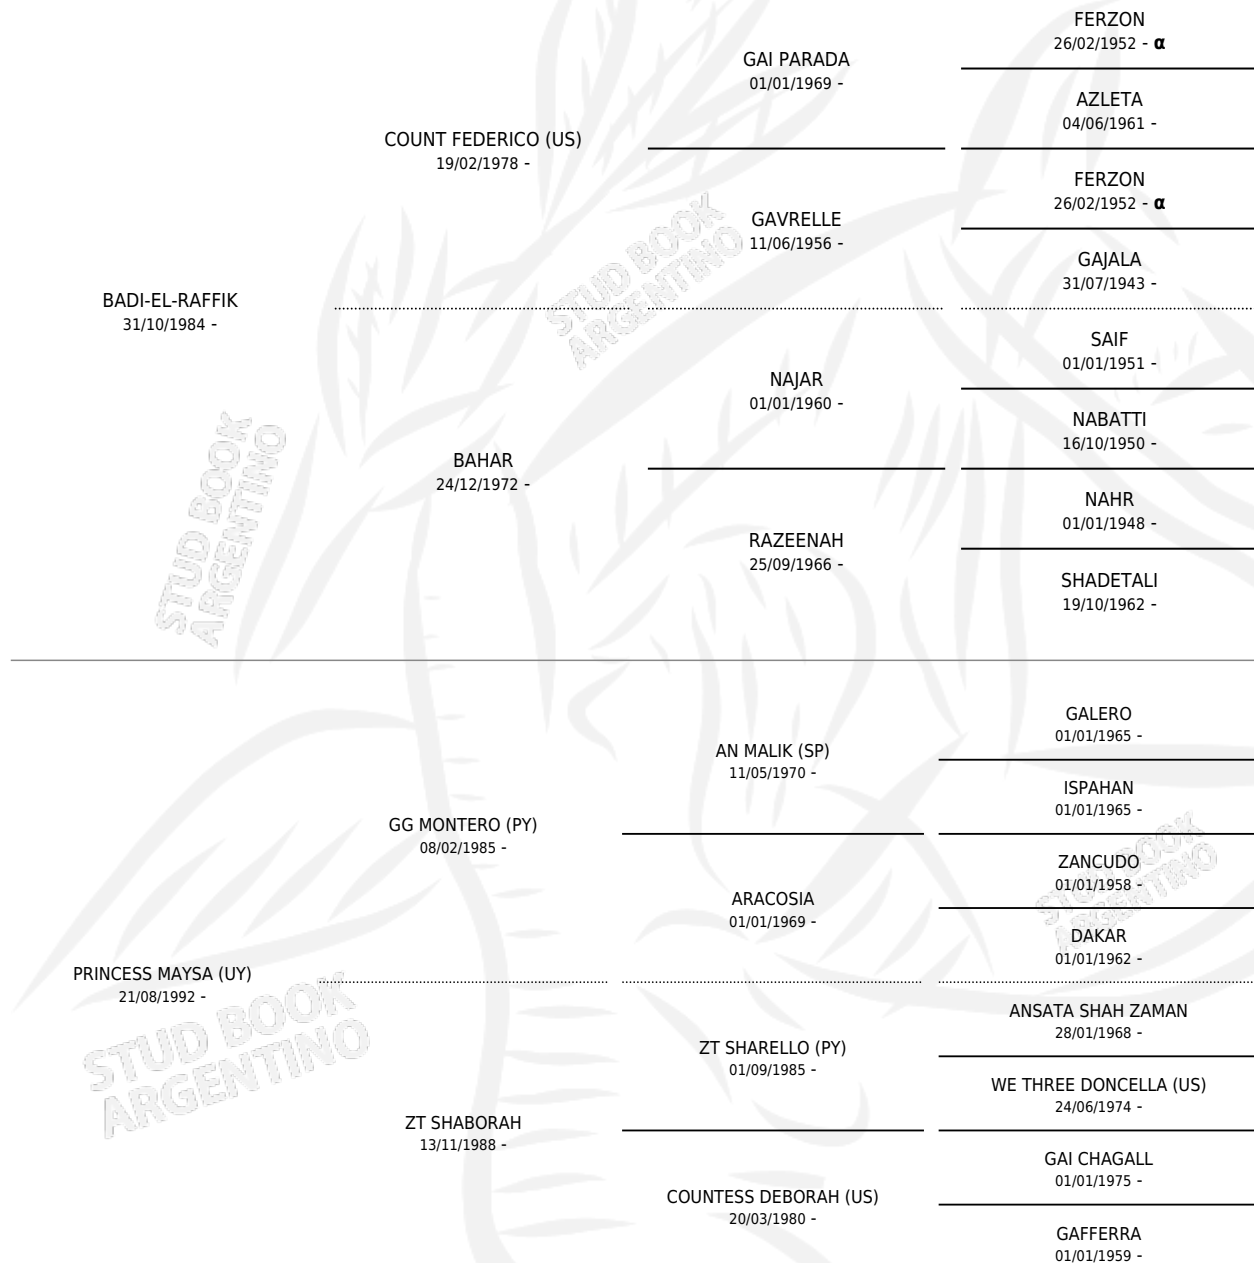 FERZON
26/02/1952 - α
GAI PARADA
01/01/1969 -
AZLETA
04/06/1961 -
COUNT FEDERICO (US)
19/02/1978 -
FERZON
26/02/1952 - α
GAVRELLE
11/06/1956 -
GAJALA
31/07/1943 -
BADI-EL-RAFFIK
31/10/1984 -
SAIF
01/01/1951 -
NAJAR
01/01/1960 -
NABATTI
16/10/1950 -
BAHAR
24/12/1972 -
NAHR
01/01/1948 -
RAZEENAH
25/09/1966 -
SHADETALI
19/10/1962 -
STUD BOOK
ARGENTINO
STUD BOOK
ARGENTINO
GALERO
01/01/1965 -
AN MALIK (SP)
11/05/1970 -
ISPAHAN
01/01/1965 -
GG MONTERO (PY)
08/02/1985 -
ZANCUDO
01/01/1958 -
ARACOSIA
01/01/1969 -
DAKAR
01/01/1962 -
PRINCESS MAYSA (UY)
21/08/1992 -
ANSATA SHAH ZAMAN
28/01/1968 -
ZT SHARELLO (PY)
01/09/1985 -
WE THREE DONCELLA (US)
24/06/1974 -
ZT SHABORAH
13/11/1988 -
GAI CHAGALL
01/01/1975 -
COUNTESS DEBORAH (US)
20/03/1980 -
GAFFERRA
01/01/1959 -
STUD BOOK
ARGENTINO
STUD BOOK
ARGENTINO